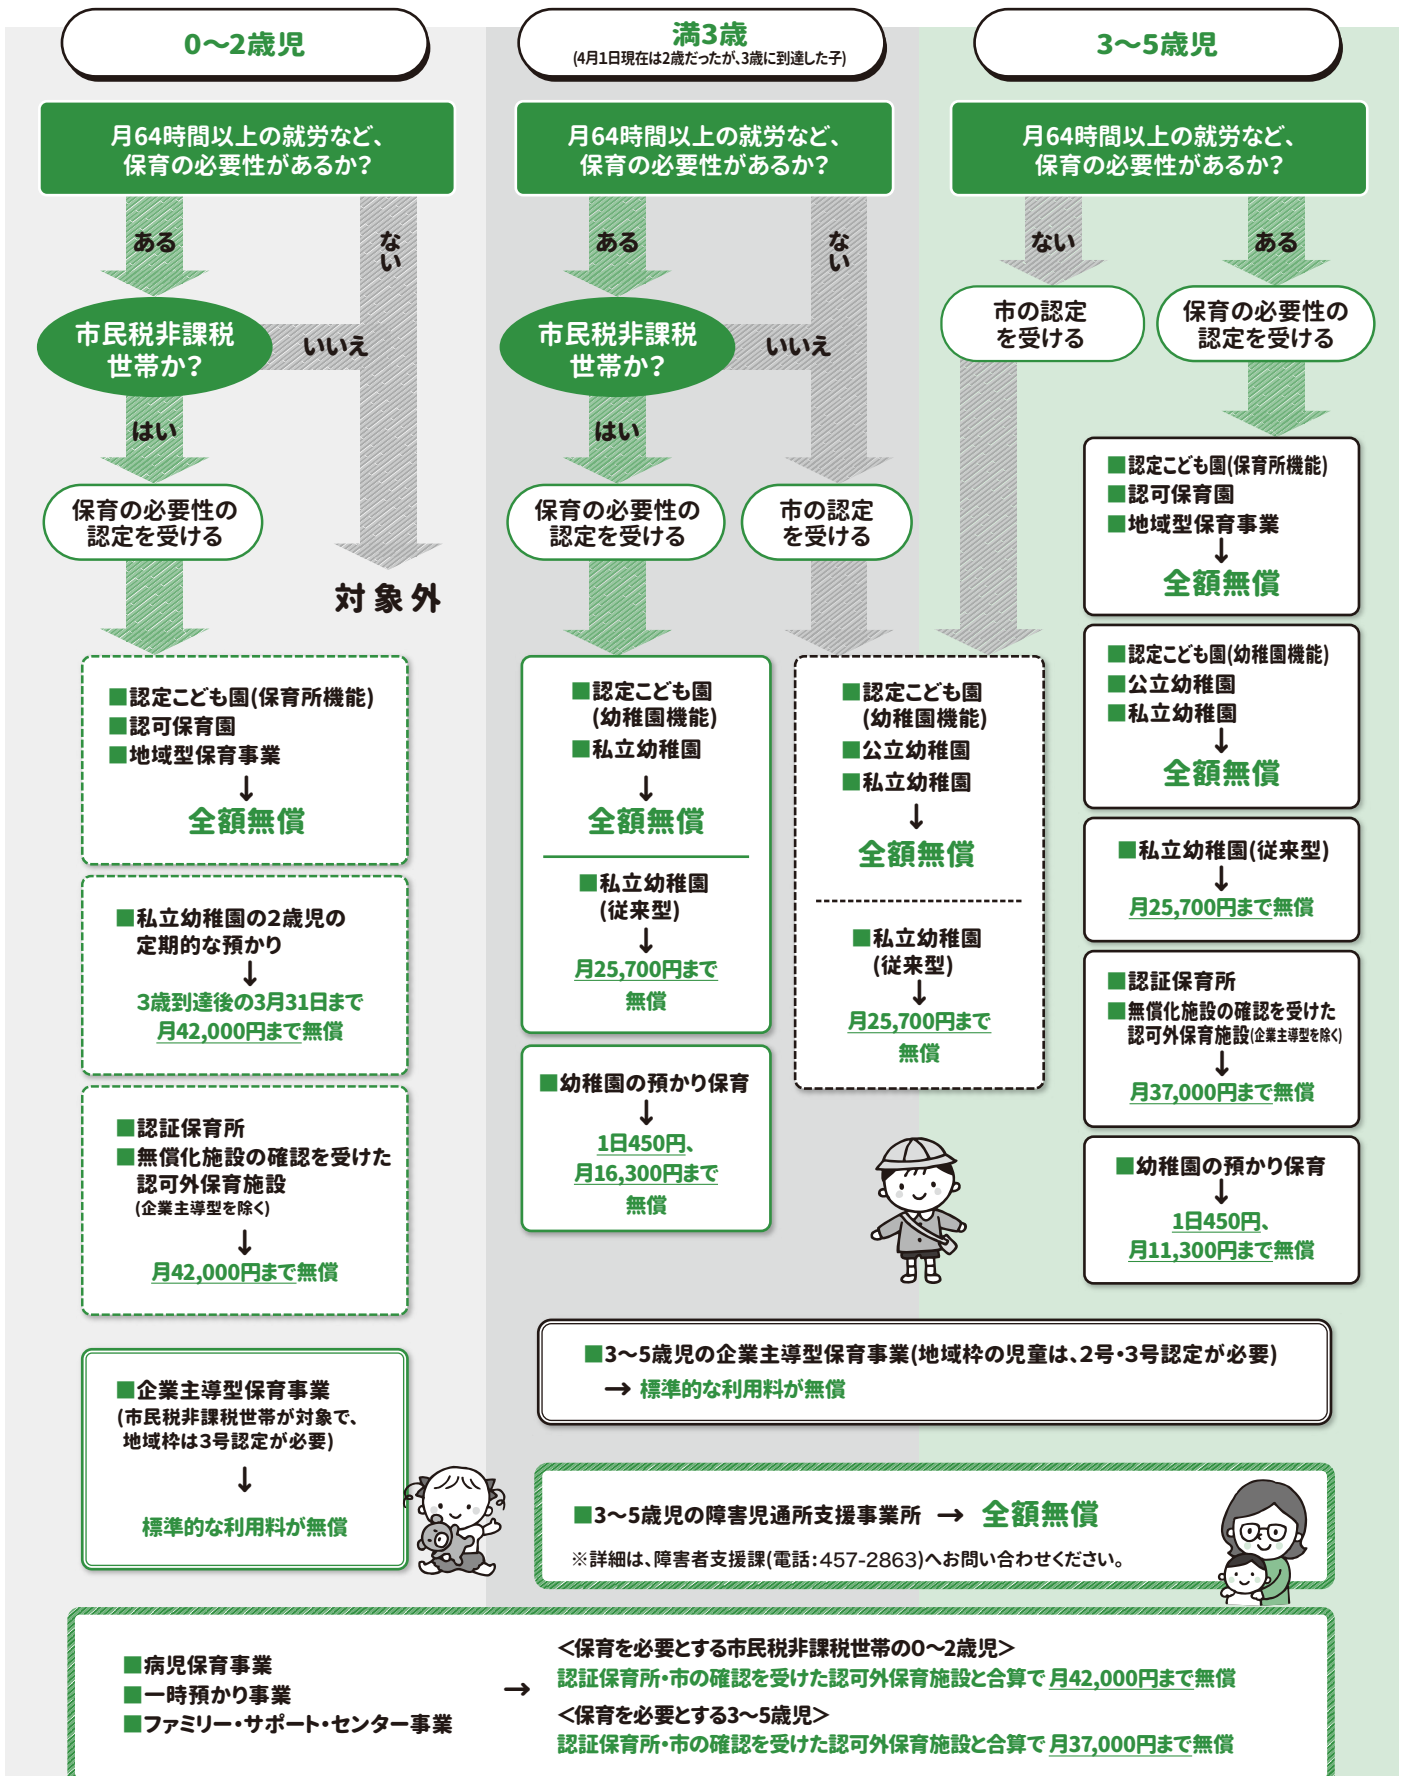 0〜2歳児
月64時間以上の就労など、
保育の必要性があるか?
ある
ない
市民税非課税
世帯か?
いいえ
はい
保育の必要性の
認定を受ける
対象外
■認定こども園(保育所機能)
■認可保育園
■地域型保育事業
↓
全額無償
■私立幼稚園の2歳児の
定期的な預かり
↓
3歳到達後の3月31日まで
月42,000円まで無償
■認証保育所
■無償化施設の確認を受けた
認可外保育施設
(企業主導型を除く)
↓
月42,000円まで無償
■企業主導型保育事業
(市民税非課税世帯が対象で、
地域枠は3号認定が必要)
↓
標準的な利用料が無償
満3歳
(4月1日現在は2歳だったが、3歳に到達した子)
月64時間以上の就労など、
保育の必要性があるか?
ある
ない
市民税非課税
世帯か?
いいえ
はい
保育の必要性の
認定を受ける
市の認定
を受ける
■認定こども園
(幼稚園機能)
■私立幼稚園
↓
全額無償
■私立幼稚園
(従来型)
↓
月25,700円まで
無償
■幼稚園の預かり保育
↓
1日450円、
月16,300円まで
無償
■認定こども園
(幼稚園機能)
■公立幼稚園
■私立幼稚園
↓
全額無償
■私立幼稚園
(従来型)
↓
月25,700円まで
無償
3〜5歳児
月64時間以上の就労など、
保育の必要性があるか?
ない
ある
市の認定
を受ける
保育の必要性の
認定を受ける
■認定こども園(保育所機能)
■認可保育園
■地域型保育事業
↓
全額無償
■認定こども園(幼稚園機能)
■公立幼稚園
■私立幼稚園
↓
全額無償
■私立幼稚園(従来型)
↓
月25,700円まで無償
■認証保育所
■無償化施設の確認を受けた
認可外保育施設(企業主導型を除く)
↓
月37,000円まで無償
■幼稚園の預かり保育
↓
1日450円、
月11,300円まで無償
■3〜5歳児の企業主導型保育事業(地域枠の児童は、2号・3号認定が必要)
→ 標準的な利用料が無償
■3〜5歳児の障害児通所支援事業所 → 全額無償
※詳細は、障害者支援課(電話:457-2863)へお問い合わせください。
■病児保育事業
■一時預かり事業
■ファミリー・サポート・センター事業
→
＜保育を必要とする市民税非課税世帯の0〜2歳児＞
認証保育所・市の確認を受けた認可外保育施設と合算で 月42,000円まで無償
＜保育を必要とする3〜5歳児＞
認証保育所・市の確認を受けた認可外保育施設と合算で 月37,000円まで無償